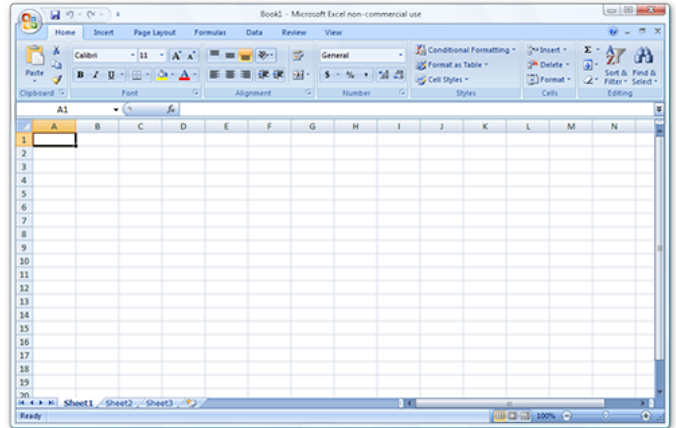 Book1 - Microsoft Excel non-commercial use
Home Insert Page Layout Formulas Data Review View
Calibri 11 A A General Conditional Formatting Insert Σ
Paste B I U A $ % , Format as Table Delete Sort & Find &
Cell Styles Format Filter Select
Clipboard Font Alignment Number Styles Cells Editing
A1 fx
A B C D E F G H I J K L M N
1
2
3
4
5
6
7
8
9
10
11
12
13
14
15
16
17
18
19
20
Sheet1 Sheet2 Sheet3
Ready 100%